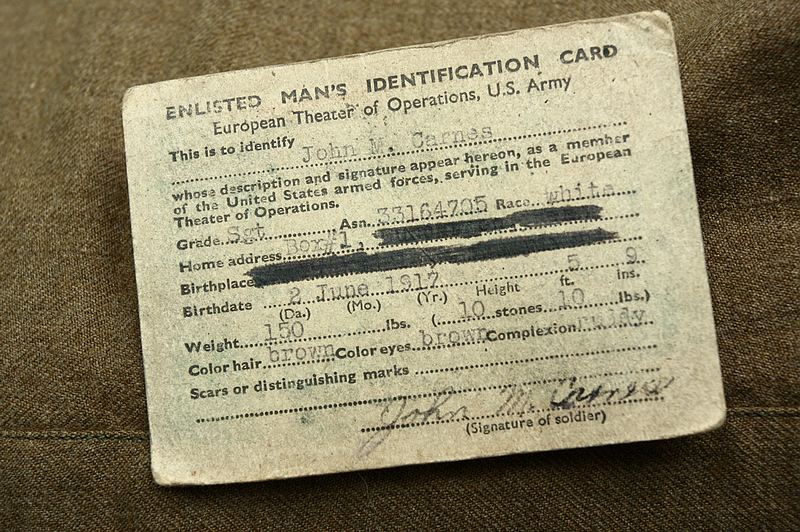 ENLISTED MAN'S IDENTIFICATION CARD
European Theater of Operations, U.S. Army
This is to identify John M. Carnes
whose description and signature appear hereon, as a member
of the United States armed forces, serving in the European
Theater of Operations.
Grade Sgt Asn. 33164705 Race White
Home address Box#1,
Birthplace
Birthdate 2 June 1917 Height 5 9
(Da.) (Mo.) (Yr.) ft. ins.
Weight 150 lbs. (10 stones 10 lbs.)
Color hair brown Color eyes brown Complexion ruddy
Scars or distinguishing marks
John M. Carnes
(Signature of soldier)